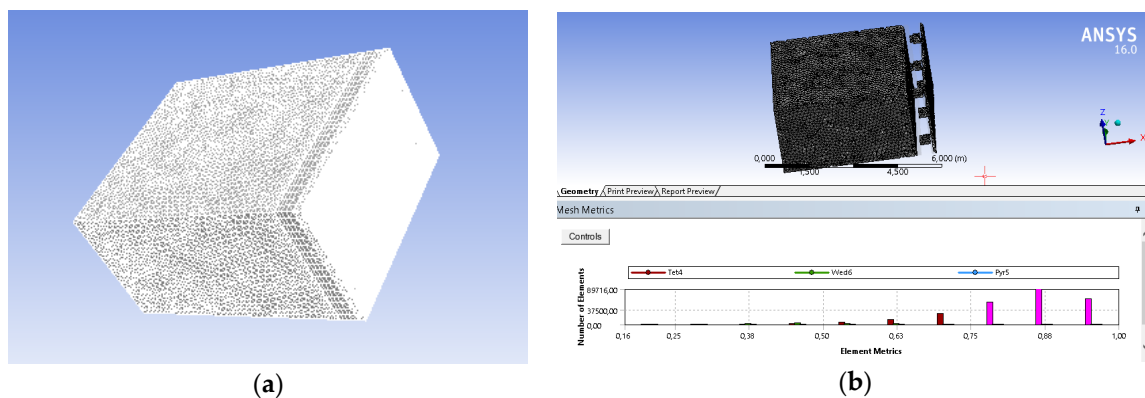 ANSYS
16.0
Z
X
0,000
6,000 (m)
1,500
4,500
Geometry Print Preview Report Preview
Mesh Metrics
Controls
Tet4 Wed6 Pyr5
Number of Elements
89716,00
37500,00
0,00
0,16 0,25 0,38 0,50 0,63 0,75 0,88 1,00
Element Metrics
(a)
(b)